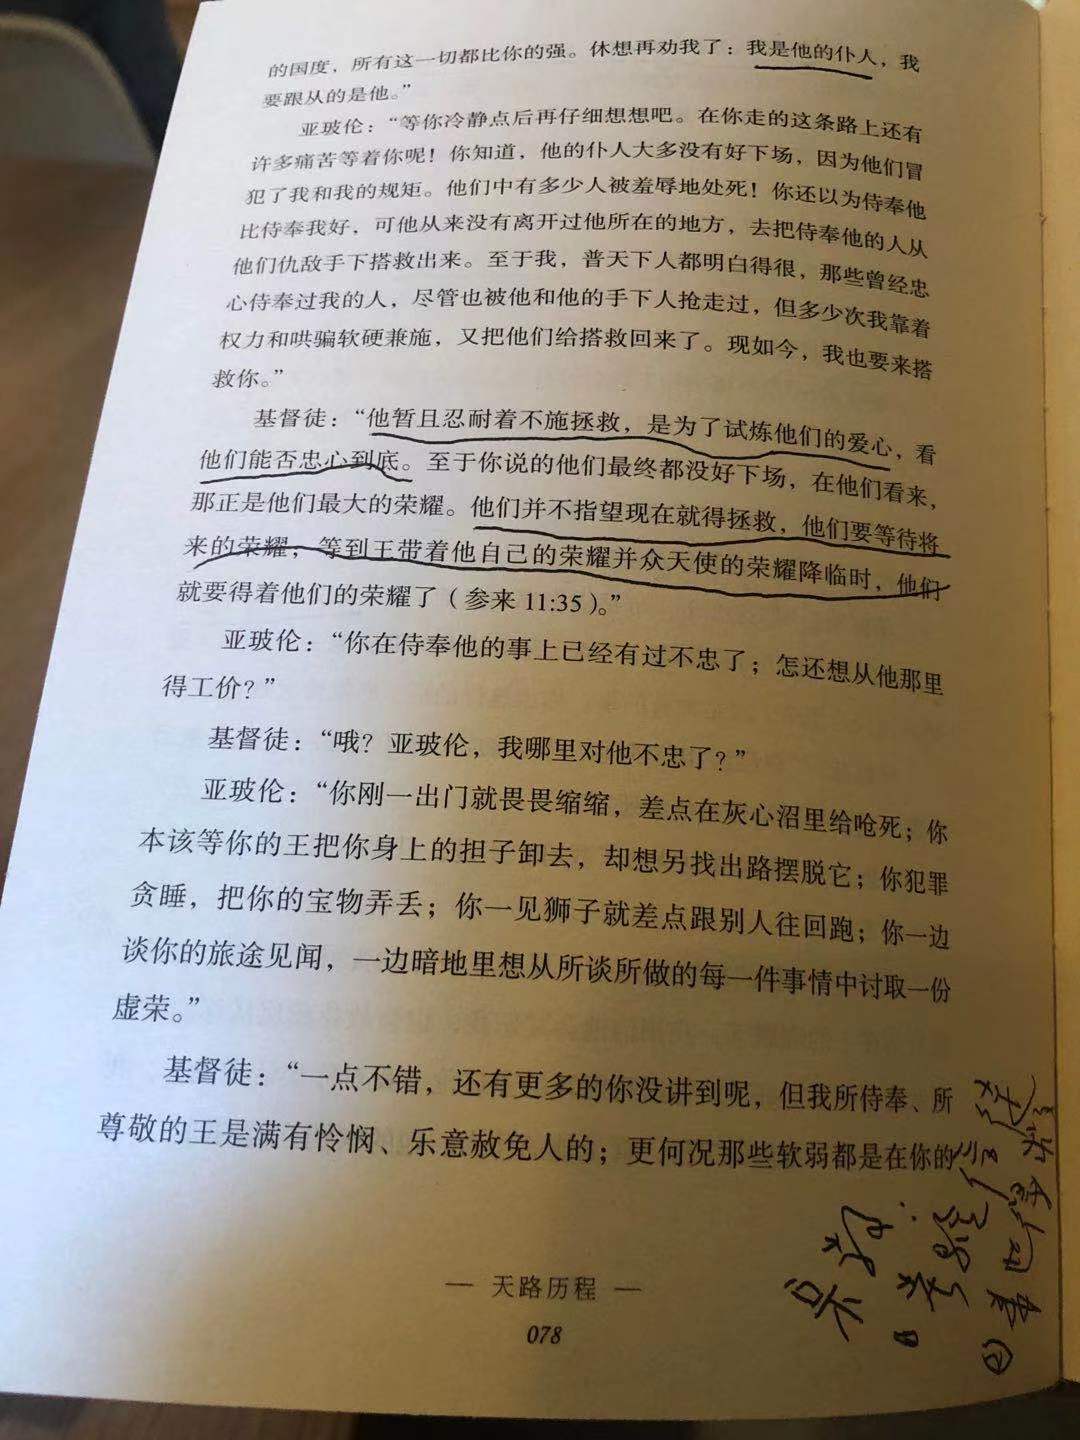 的国度，所有这一切都比你的强。休想再劝我了：我是他的仆人，我
要跟从的是他。”
亚玻伦：“等你冷静点后再仔细想想吧。在你走的这条路上还有
许多痛苦等着你呢！你知道，他的仆人大多没有好下场，因为他们冒
犯了我和我的规矩。他们中有多少人被羞辱地处死！你还以为侍奉他
比侍奉我好，可他从来没有离开过他所在的地方，去把侍奉他的人从
他们仇敌手下搭救出来。至于我，普天下人都明白得很，那些曾经忠
心侍奉过我的人，尽管也被他和他的手下人抢走过，但多少次我靠着
权力和哄骗软硬兼施，又把他们给搭救回来了。现如今，我也要来搭
救你。”
基督徒：“他暂且忍耐着不施拯救，是为了试炼他们的爱心，看
他们能否忠心到底。至于你说的他们最终都没好下场，在他们看来，
那正是他们最大的荣耀。他们并不指望现在就得拯救，他们要等待将
来的荣耀；等到王带着他自己的荣耀并众天使的荣耀降临时，他们
就要得着他们的荣耀了（参来 11:35）。”
亚玻伦：“你在侍奉他的事上已经有过不忠了；怎还想从他那里
得工价？”
基督徒：“哦？亚玻伦，我哪里对他不忠了？”
亚玻伦：“你刚一出门就畏畏缩缩，差点在灰心沼里给呛死；你
本该等你的王把你身上的担子卸去，却想另找出路摆脱它；你犯罪
贪睡，把你的宝物弄丢；你一见狮子就差点跟别人往回跑；你一边
谈你的旅途见闻，一边暗地里想从所谈所做的每一件事情中讨取一份
虚荣。”
基督徒：“一点不错，还有更多的你没讲到呢，但我所侍奉、所
尊敬的王是满有怜悯、乐意赦免人的；更何况那些软弱都是在你的
— 天路历程 —
078